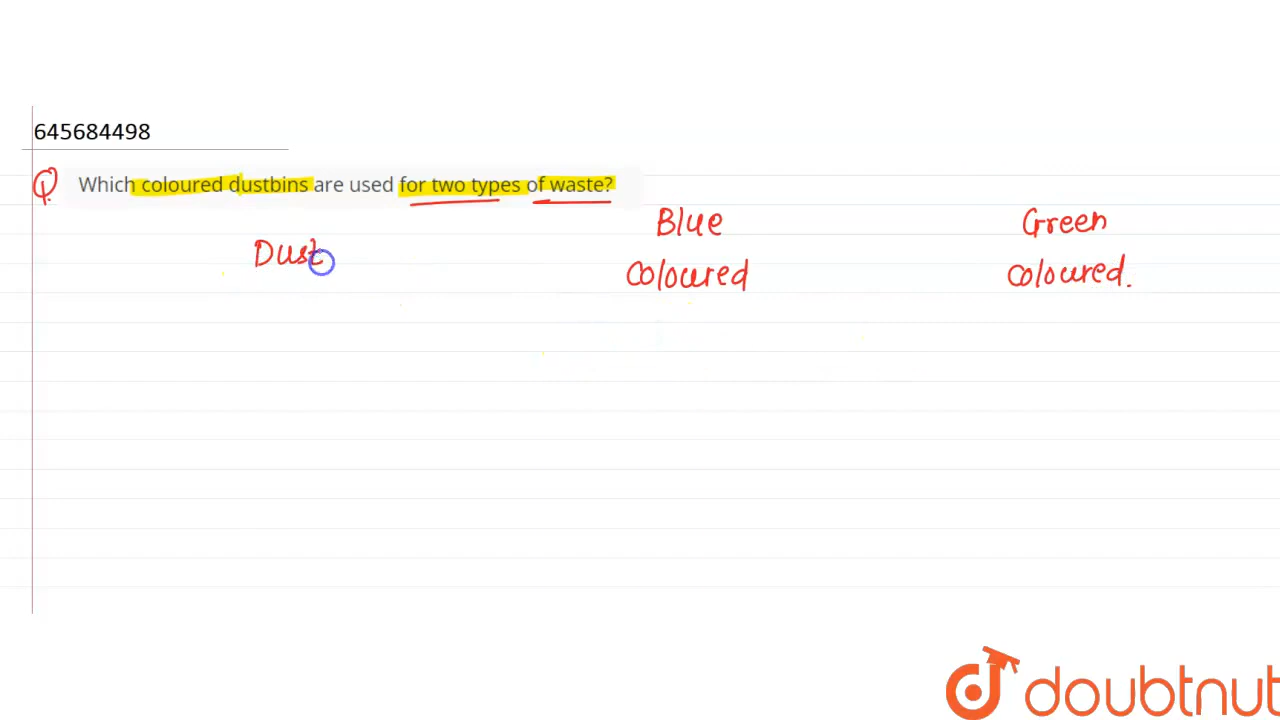 645684498
Q. Which coloured dustbins are used for two types of waste?
Blue Green
Dust
Coloured coloured.
doubtnut